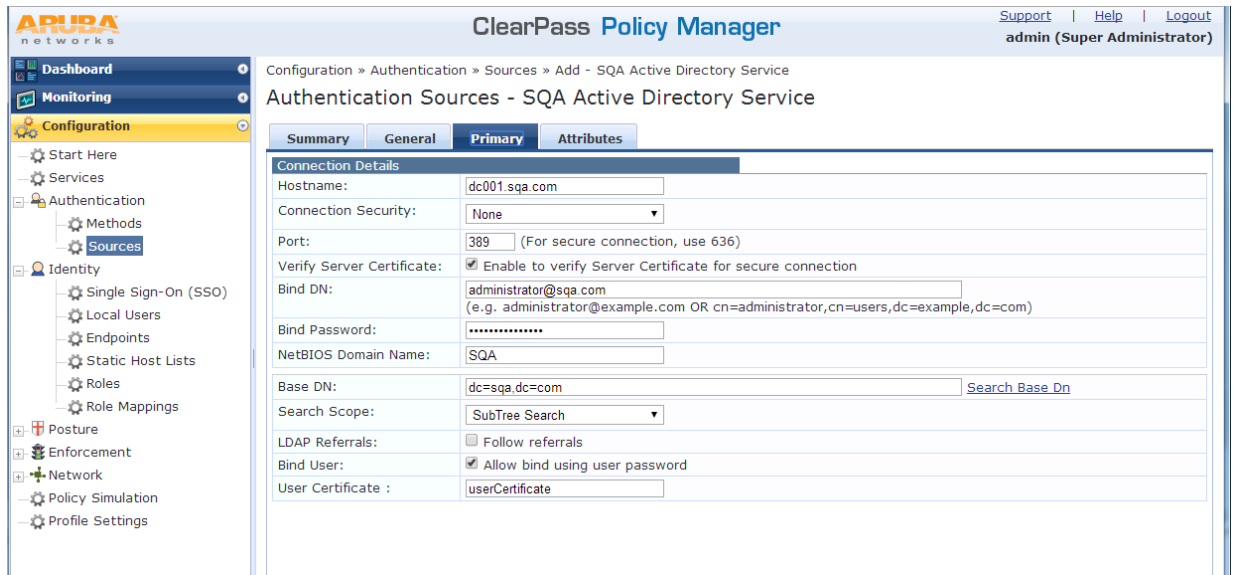 ARUBA
networks
ClearPass Policy Manager
Support | Help | Logout
admin (Super Administrator)
Dashboard
Monitoring
Configuration
Start Here
Services
Authentication
Methods
Sources
Identity
Single Sign-On (SSO)
Local Users
Endpoints
Static Host Lists
Roles
Role Mappings
Posture
Enforcement
Network
Policy Simulation
Profile Settings
Configuration » Authentication » Sources » Add - SQA Active Directory Service
Authentication Sources - SQA Active Directory Service
Summary General Primary Attributes
Connection Details
Hostname: dc001.sqa.com
Connection Security: None
Port: 389 (For secure connection, use 636)
Verify Server Certificate: Enable to verify Server Certificate for secure connection
Bind DN: administrator@sqa.com
(e.g. administrator@example.com OR cn=administrator,cn=users,dc=example,dc=com)
Bind Password: •••••••••••••••
NetBIOS Domain Name: SQA
Base DN: dc=sqa,dc=com Search Base Dn
Search Scope: SubTree Search
LDAP Referrals: Follow referrals
Bind User: Allow bind using user password
User Certificate : userCertificate